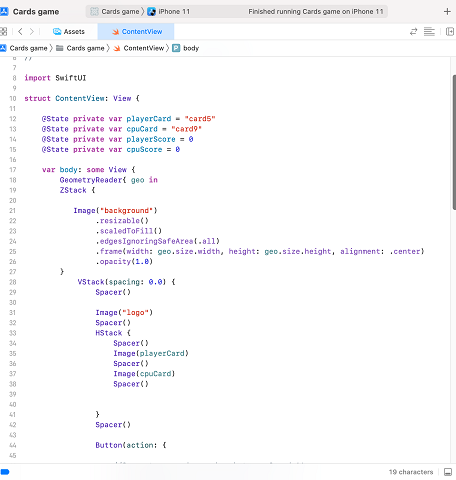 Cards game
Cards game 〉 iPhone 11
Finished running Cards game on iPhone 11
Assets
ContentView
Cards game 〉 Cards game 〉 ContentView 〉 body
6 //
7
8 import SwiftUI
9
10 struct ContentView: View {
11
12 @State private var playerCard = "card5"
13 @State private var cpuCard = "card9"
14 @State private var playerScore = 0
15 @State private var cpuScore = 0
16
17 var body: some View {
18 GeometryReader{ geo in
19 ZStack {
20
21 Image("background")
22 .resizable()
23 .scaledToFill()
24 .edgesIgnoringSafeArea(.all)
25 .frame(width: geo.size.width, height: geo.size.height, alignment: .center)
26 .opacity(1.0)
27 }
28 VStack(spacing: 0.0) {
29 Spacer()
30
31 Image("logo")
32 Spacer()
33 HStack {
34 Spacer()
35 Image(playerCard)
36 Spacer()
37 Image(cpuCard)
38 Spacer()
39
40
41 }
42 Spacer()
43
44 Button(action: {
45
19 characters